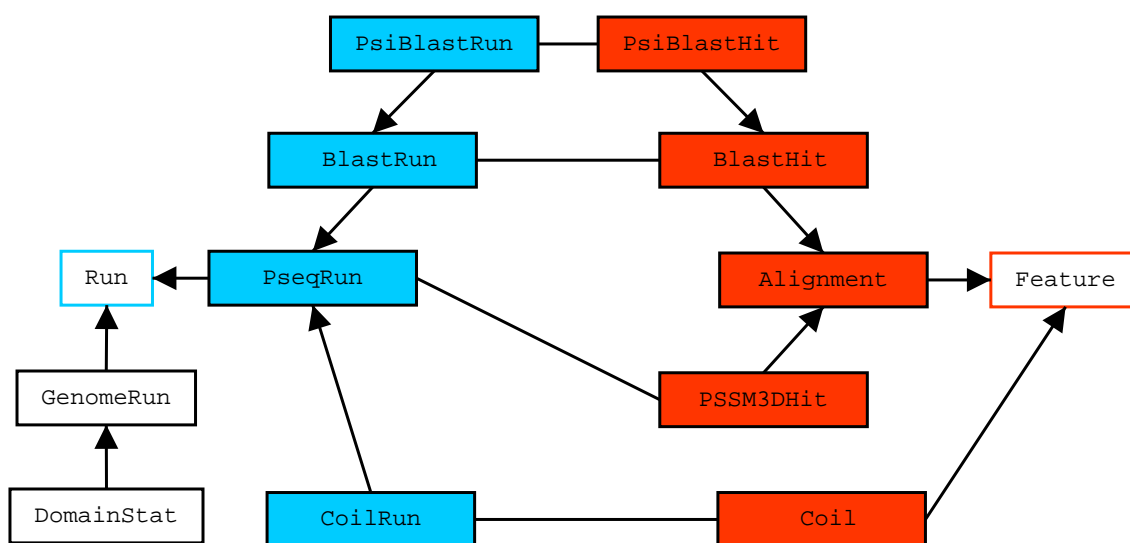 PsiBlastRun
PsiBlastHit
BlastRun
BlastHit
Run
PseqRun
Alignment
Feature
GenomeRun
PSSM3DHit
DomainStat
CoilRun
Coil